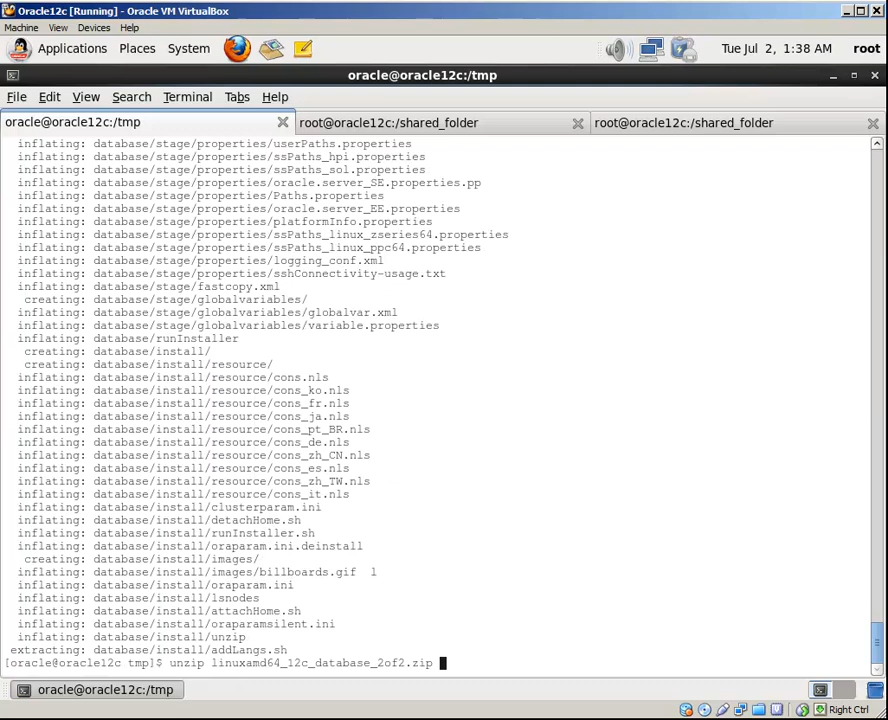 Oracle12c [Running] - Oracle VM VirtualBox
Machine View Devices Help
Applications Places System Tue Jul 2, 1:38 AM root
oracle@oracle12c:/tmp
File Edit View Search Terminal Tabs Help
oracle@oracle12c:/tmp root@oracle12c:/shared_folder root@oracle12c:/shared_folder
inflating: database/stage/properties/userPaths.properties
inflating: database/stage/properties/ssPaths_hpi.properties
inflating: database/stage/properties/ssPaths_sol.properties
inflating: database/stage/properties/oracle.server_SE.properties.pp
inflating: database/stage/properties/Paths.properties
inflating: database/stage/properties/oracle.server_EE.properties
inflating: database/stage/properties/platformInfo.properties
inflating: database/stage/properties/ssPaths_linux_zseries64.properties
inflating: database/stage/properties/ssPaths_linux_ppc64.properties
inflating: database/stage/properties/logging_conf.xml
inflating: database/stage/properties/sshConnectivity-usage.txt
inflating: database/stage/fastcopy.xml
creating: database/stage/globalvariables/
inflating: database/stage/globalvariables/globalvar.xml
inflating: database/stage/globalvariables/variable.properties
inflating: database/runInstaller
creating: database/install/
creating: database/install/resource/
inflating: database/install/resource/cons.nls
inflating: database/install/resource/cons_ko.nls
inflating: database/install/resource/cons_fr.nls
inflating: database/install/resource/cons_ja.nls
inflating: database/install/resource/cons_pt_BR.nls
inflating: database/install/resource/cons_de.nls
inflating: database/install/resource/cons_zh_CN.nls
inflating: database/install/resource/cons_es.nls
inflating: database/install/resource/cons_zh_TW.nls
inflating: database/install/resource/cons_it.nls
inflating: database/install/clusterparam.ini
inflating: database/install/detachHome.sh
inflating: database/install/runInstaller.sh
inflating: database/install/oraparam.ini.deinstall
creating: database/install/images/
inflating: database/install/images/billboards.gif l
inflating: database/install/oraparam.ini
inflating: database/install/lsnodes
inflating: database/install/attachHome.sh
inflating: database/install/oraparamsilent.ini
inflating: database/install/unzip
extracting: database/install/addLangs.sh
[oracle@oracle12c tmp]$ unzip linuxamd64_12c_database_2of2.zip
oracle@oracle12c:/tmp
Right Ctrl